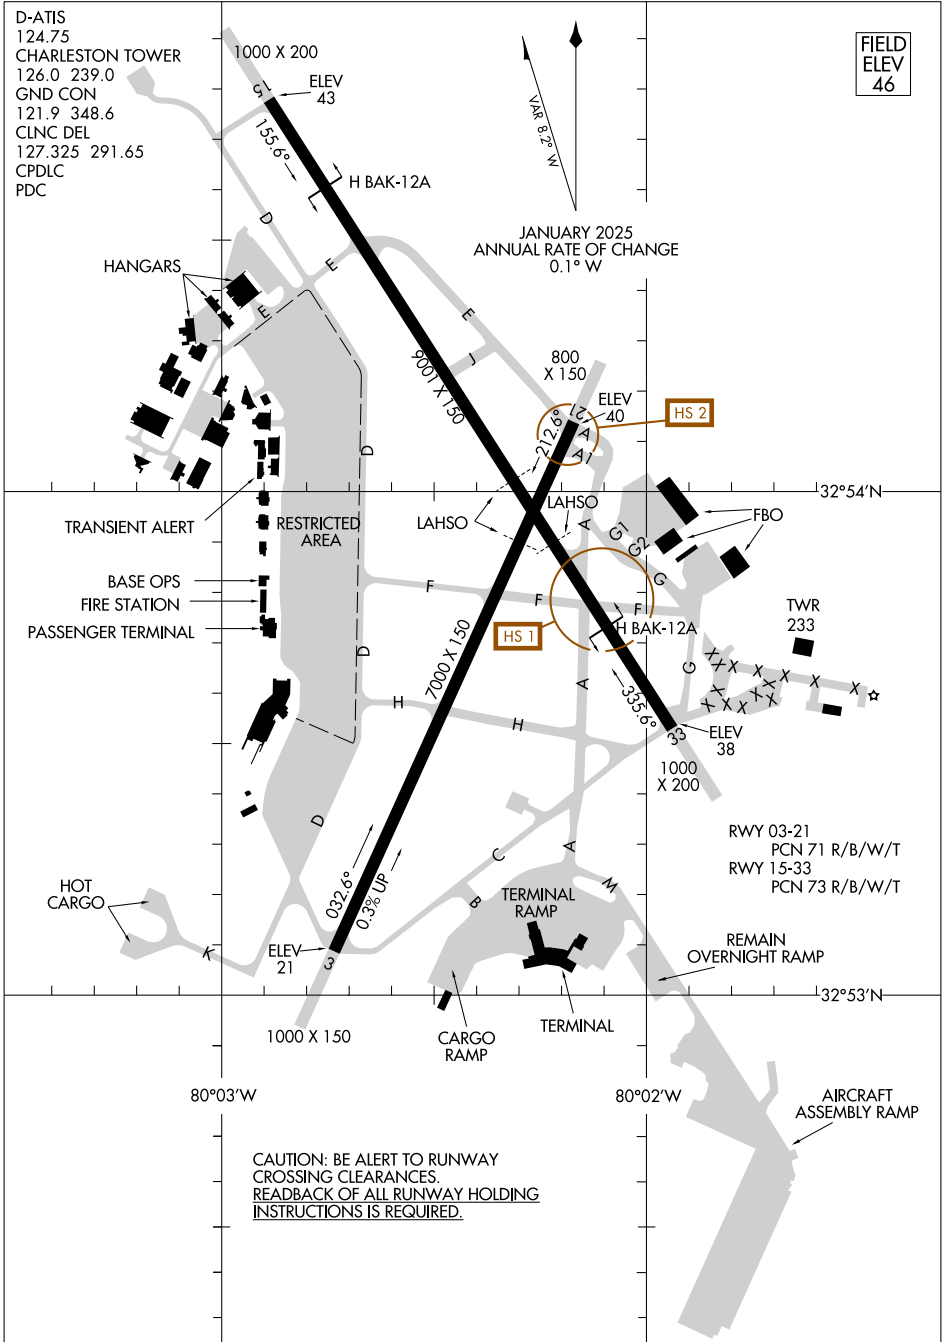 D-ATIS
124.75
CHARLESTON TOWER
126.0 239.0
GND CON
121.9 348.6
CLNC DEL
127.325 291.65
CPDLC
PDC
FIELD
ELEV
46
1000 X 200
ELEV
43
15
155.6°
H BAK-12A
VAR 8.2° W
JANUARY 2025
ANNUAL RATE OF CHANGE
0.1° W
D
E
HANGARS
E
E
J
9001 X 150
800
X 150
ELEV
40
HS 2
21
212.6°
A
A1
D
32°54'N
LAHSO
LAHSO
A
G1
G2
FBO
TRANSIENT ALERT
RESTRICTED
AREA
BASE OPS
FIRE STATION
PASSENGER TERMINAL
F
F
F
G
HS 1
H BAK-12A
TWR
233
D
7000 X 150
A
G
X X X X X X
X X X X X X X
335.6°
H
H
33
ELEV
38
1000
X 200
D
C
A
M
B
RWY 03-21
PCN 71 R/B/W/T
RWY 15-33
PCN 73 R/B/W/T
HOT
CARGO
032.6°
0.3% UP
TERMINAL
RAMP
K
ELEV
21
3
REMAIN
OVERNIGHT RAMP
32°53'N
1000 X 150
CARGO
RAMP
TERMINAL
80°03'W
80°02'W
AIRCRAFT
ASSEMBLY RAMP
CAUTION: BE ALERT TO RUNWAY
CROSSING CLEARANCES.
READBACK OF ALL RUNWAY HOLDING
INSTRUCTIONS IS REQUIRED.